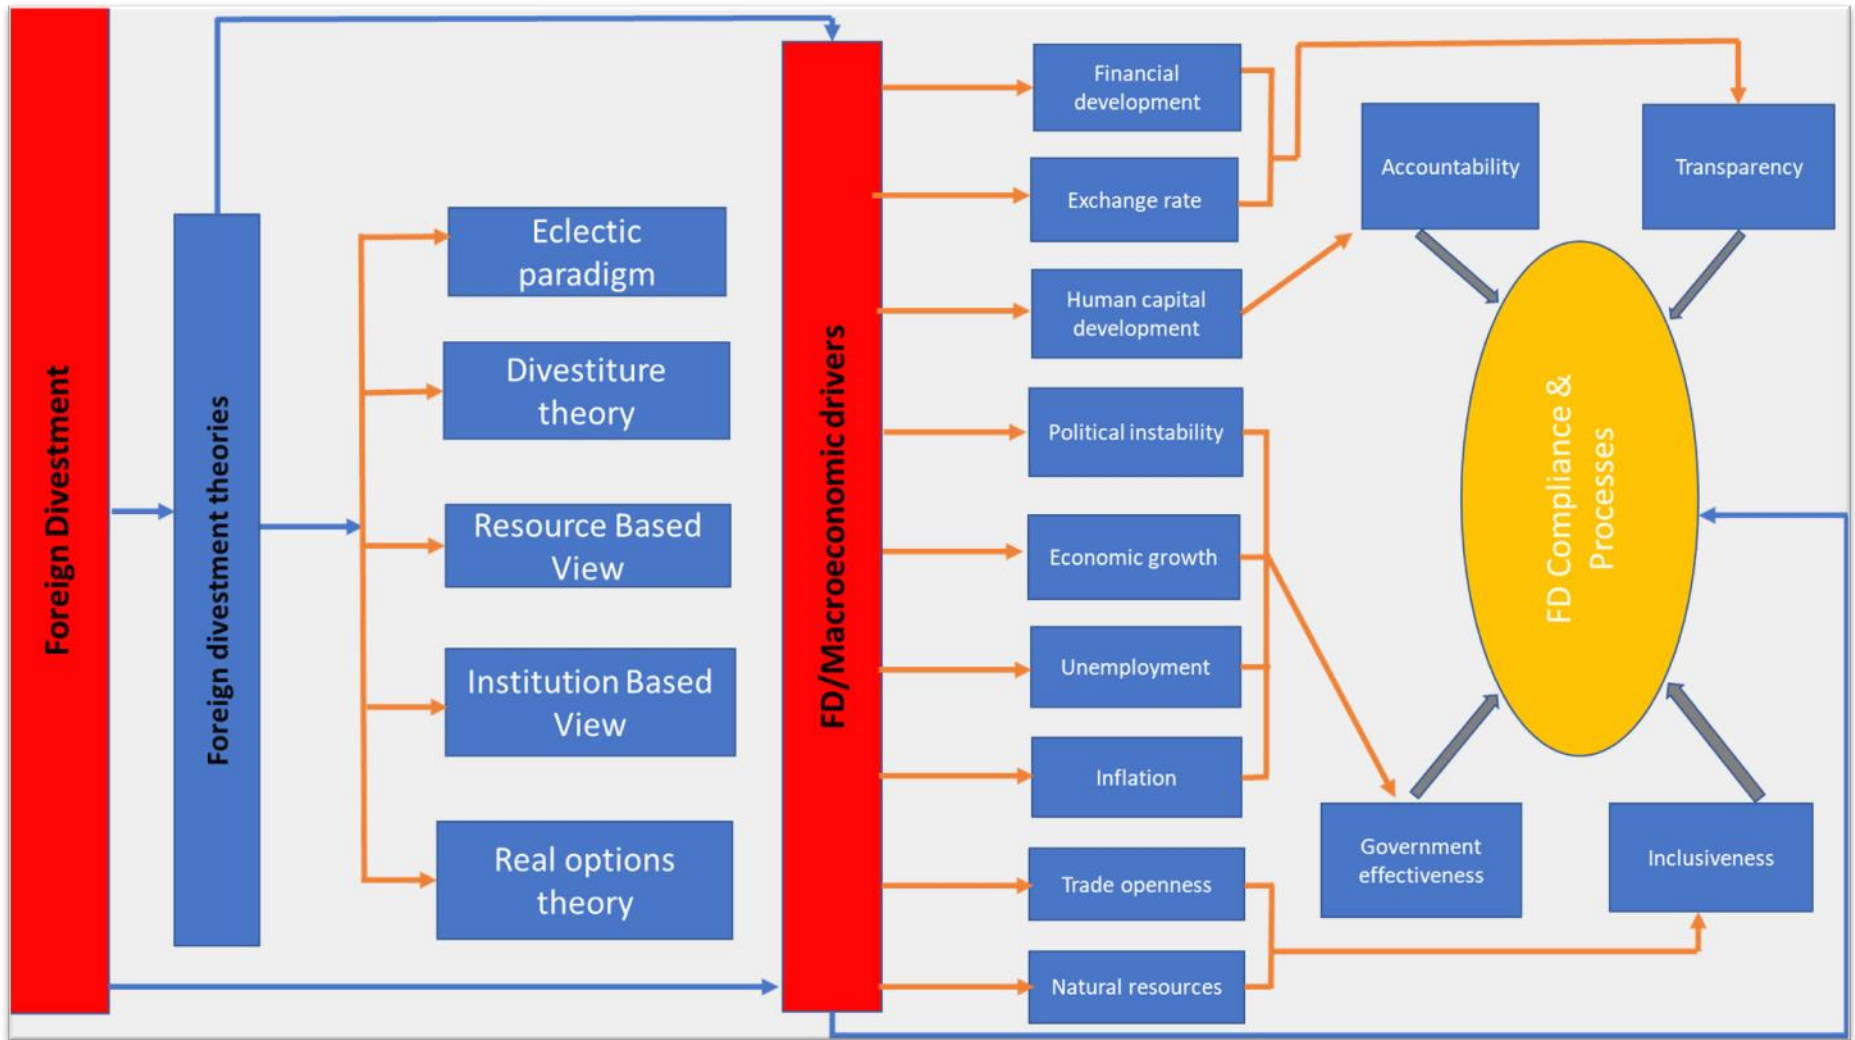 Foreign Divestment
Foreign divestment theories
Eclectic
paradigm
Divestiture
theory
Resource Based
View
Institution Based
View
Real options
theory
FD/Macroeconomic drivers
Financial
development
Exchange rate
Human capital
development
Political instability
Economic growth
Unemployment
Inflation
Trade openness
Natural resources
Accountability
Transparency
FD Compliance &
Processes
Government
effectiveness
Inclusiveness